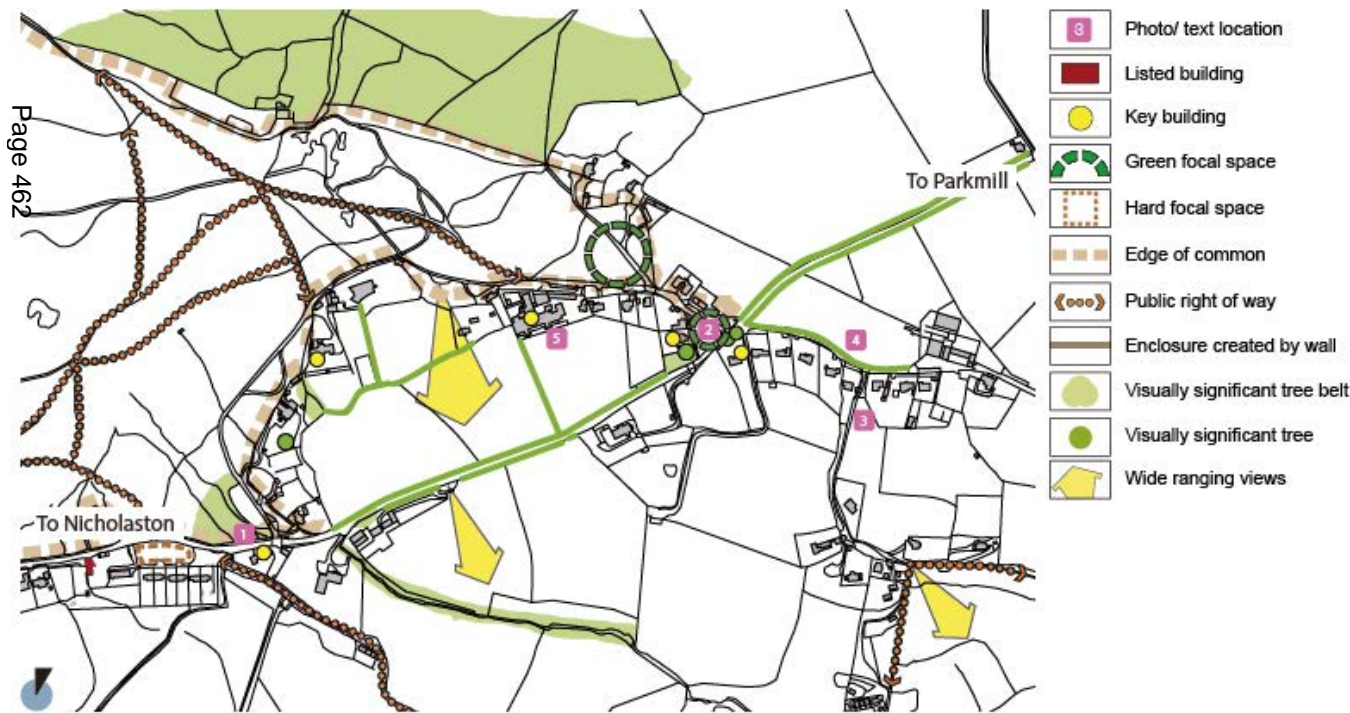 Page 462
To Parkmill
To Nicholaston
1
2
3
4
5
3 Photo/ text location
Listed building
Key building
Green focal space
Hard focal space
Edge of common
Public right of way
Enclosure created by wall
Visually significant tree belt
Visually significant tree
Wide ranging views